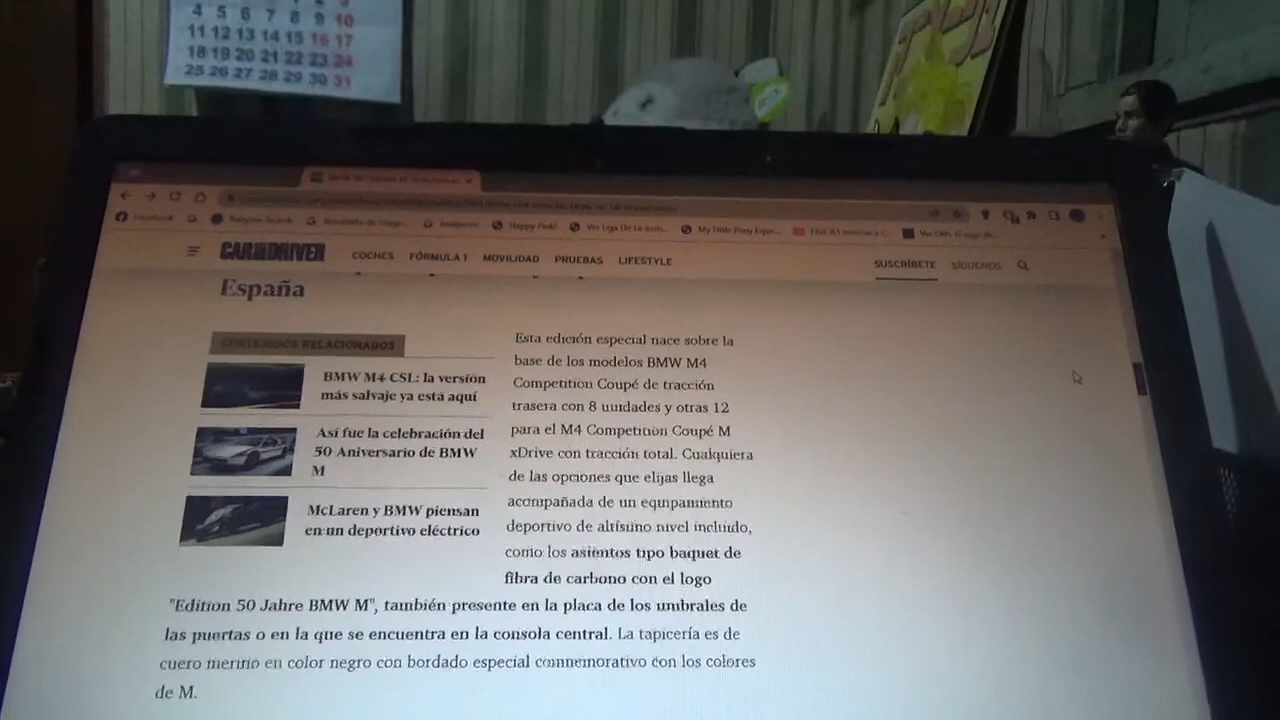 4 5 6 7 8 9 10
11 12 13 14 15 16 17
18 19 20 21 22 23 24
25 26 27 28 29 30 31
Facebook
Happy Pink!
My Little Pony Eque...
CAR AND DRIVER COCHES FÓRMULA 1 MOVILIDAD PRUEBAS LIFESTYLE SUSCRÍBETE SÍGUENOS
España
CONTENIDOS RELACIONADOS
BMW M4 CSL: la versión
más salvaje ya está aquí
Así fue la celebración del
50 Aniversario de BMW
M
McLaren y BMW piensan
en un deportivo eléctrico
Esta edición especial nace sobre la
base de los modelos BMW M4
Competition Coupé de tracción
trasera con 8 unidades y otras 12
para el M4 Competition Coupé M
xDrive con tracción total. Cualquiera
de las opciones que elijas llega
acompañada de un equipamiento
deportivo de altísimo nivel incluido,
como los asientos tipo baquet de
fibra de carbono con el logo
"Edition 50 Jahre BMW M", también presente en la placa de los umbrales de
las puertas o en la que se encuentra en la consola central. La tapicería es de
cuero merino en color negro con bordado especial conmemorativo con los colores
de M.